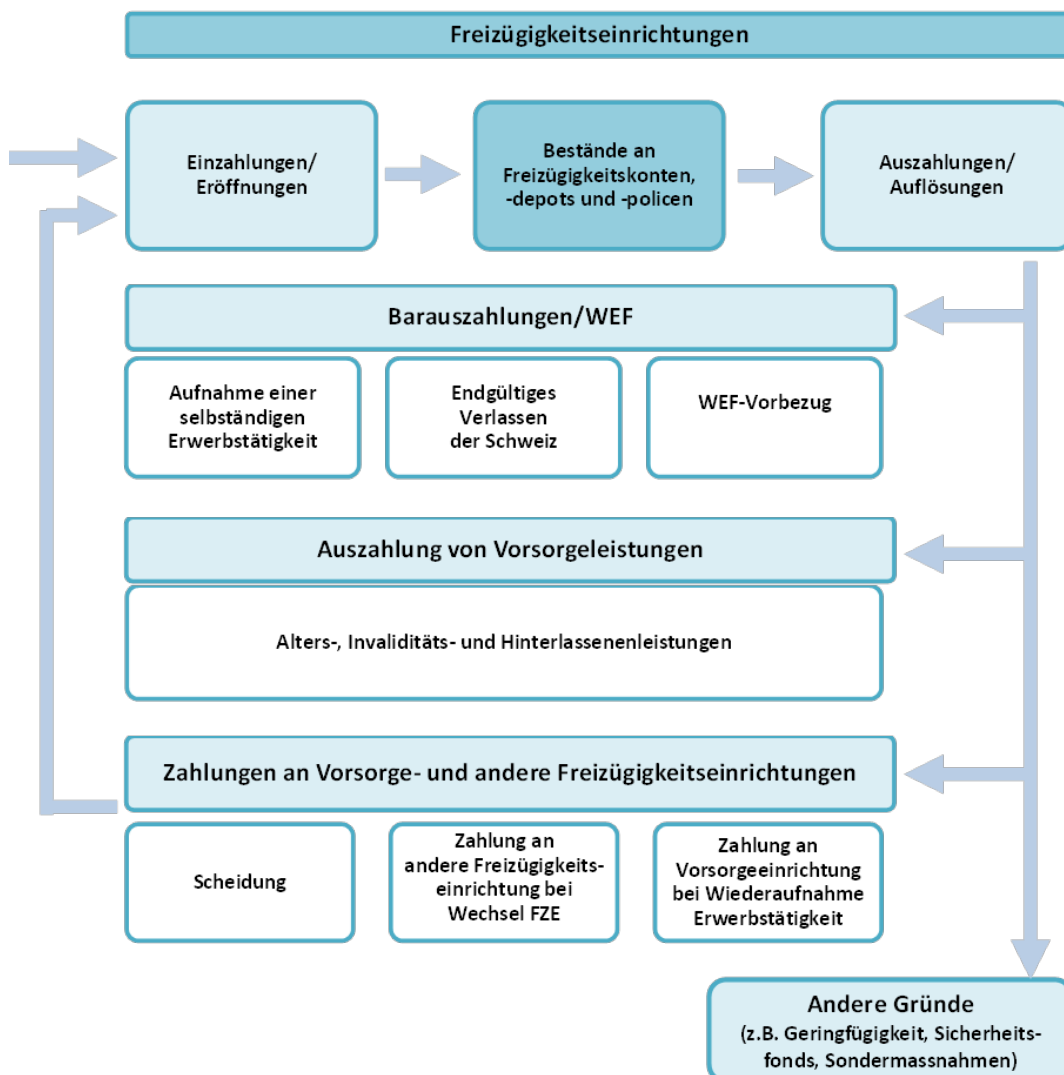 Freizügigkeitseinrichtungen
Einzahlungen/
Eröffnungen
Bestände an
Freizügigkeitskonten,
-depots und -policen
Auszahlungen/
Auflösungen
Barauszahlungen/WEF
Aufnahme einer
selbständigen
Erwerbstätigkeit
Endgültiges
Verlassen
der Schweiz
WEF-Vorbezug
Auszahlung von Vorsorgeleistungen
Alters-, Invaliditäts- und Hinterlassenenleistungen
Zahlungen an Vorsorge- und andere Freizügigkeitseinrichtungen
Scheidung
Zahlung an
andere Freizügigkeits-
einrichtung bei
Wechsel FZE
Zahlung an
Vorsorgeeinrichtung
bei Wiederaufnahme
Erwerbstätigkeit
Andere Gründe
(z.B. Geringfügigkeit, Sicherheits-
fonds, Sondermassnahmen)